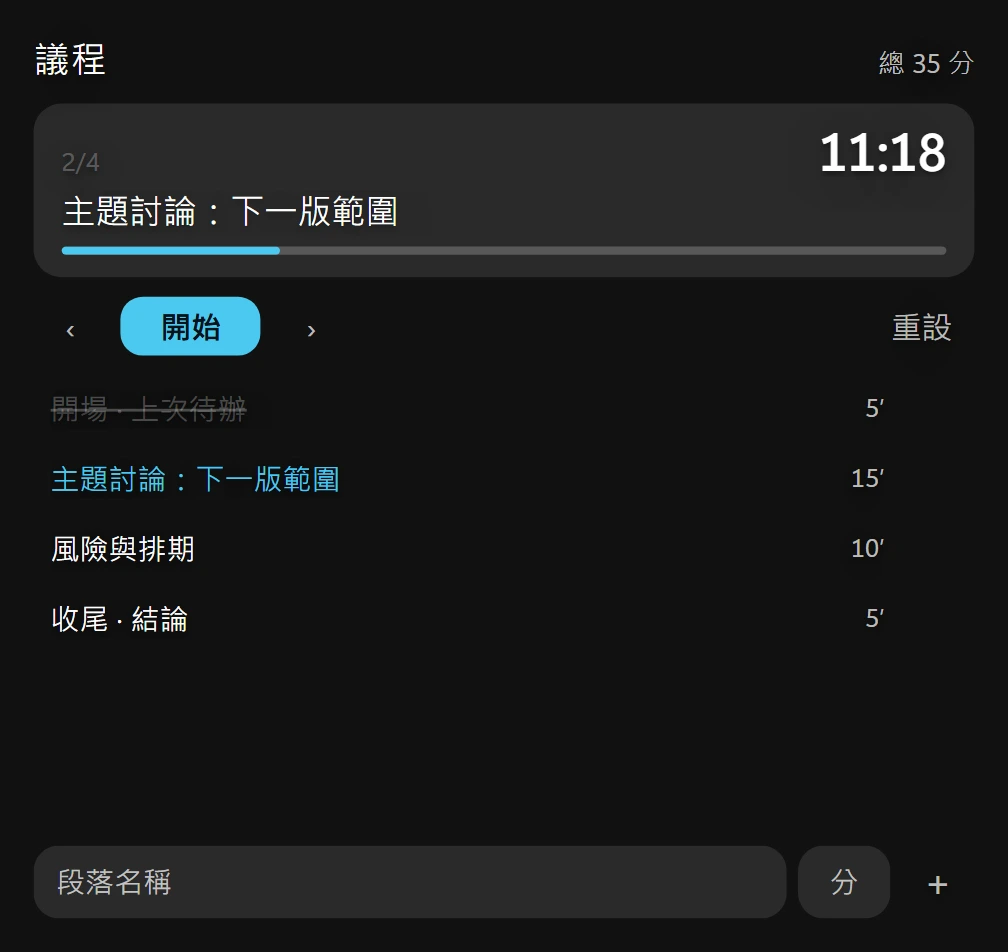 議程
總 35 分
2/4
11:18
主題討論：下一版範圍
‹ 開始 ›
重設
開場 · 上次待辦 5′
主題討論：下一版範圍 15′
風險與排期 10′
收尾 · 結論 5′
段落名稱
分
+